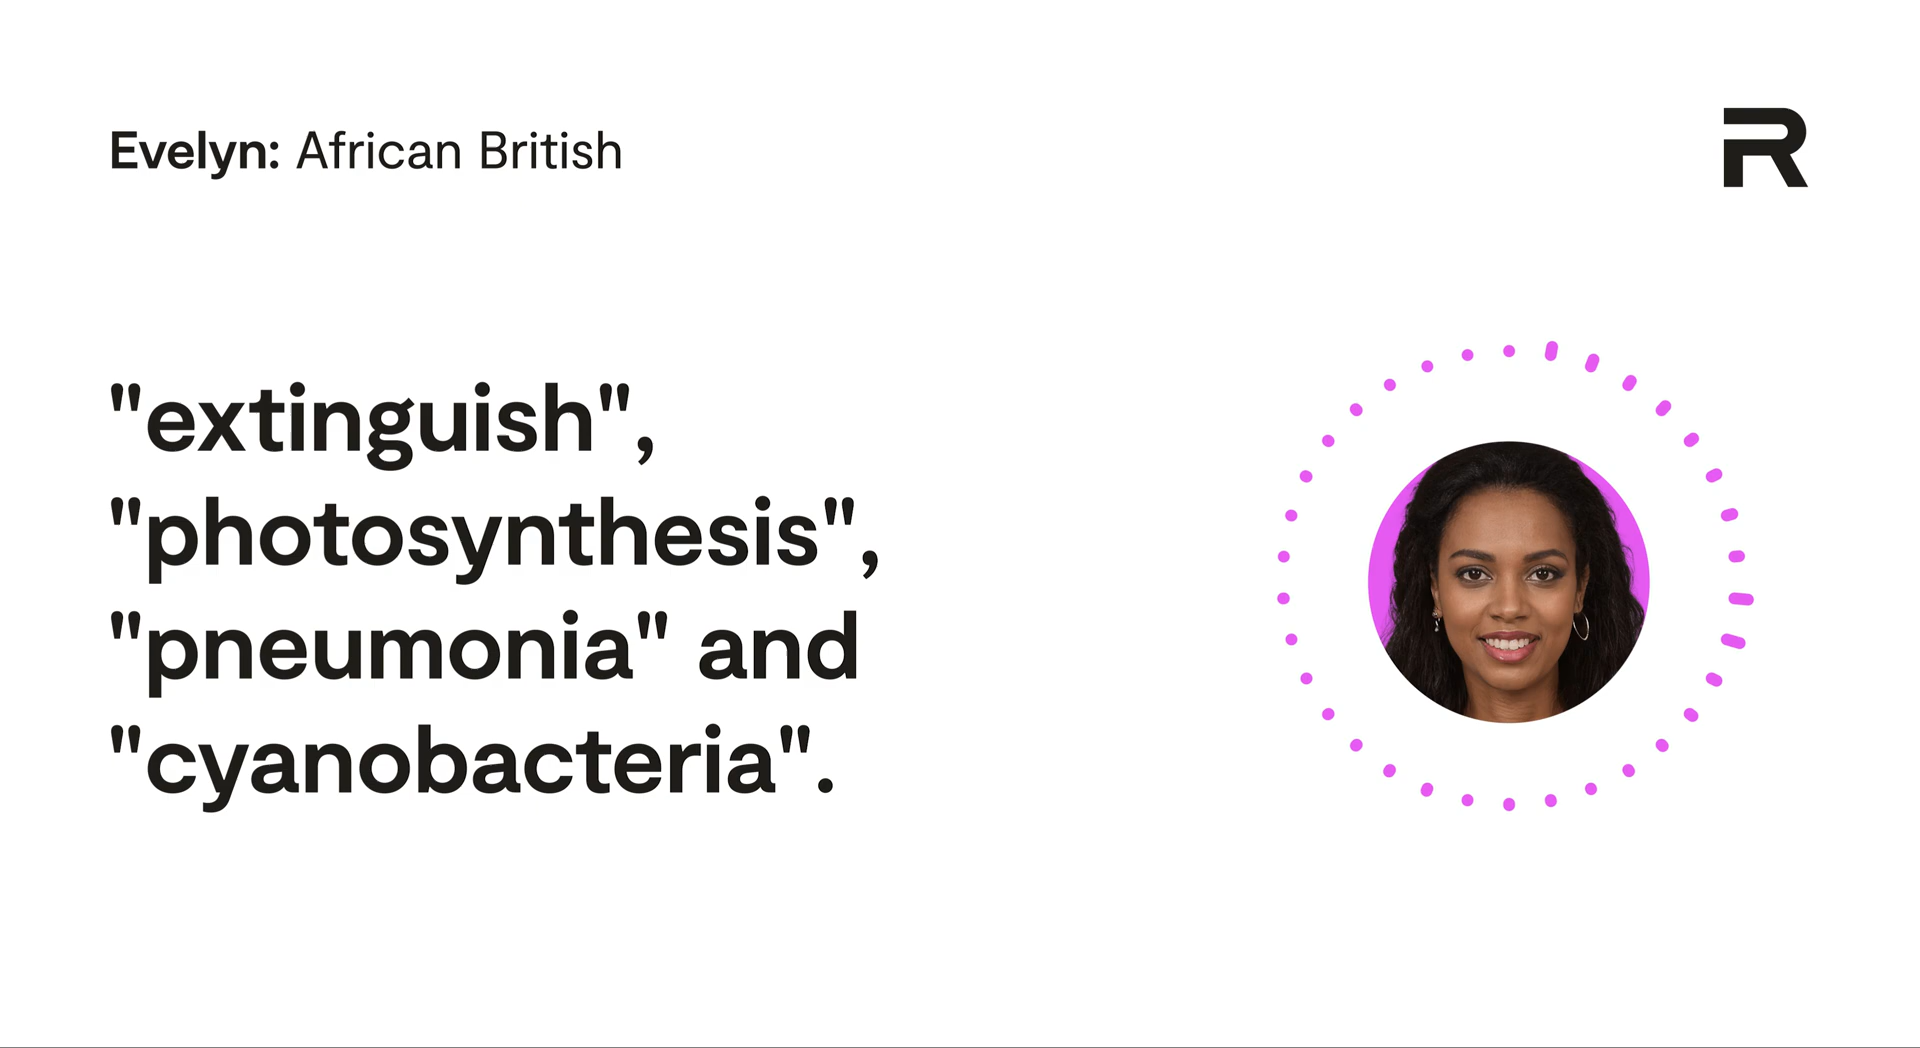 Evelyn: African British
R
"extinguish",
"photosynthesis",
"pneumonia" and
"cyanobacteria".